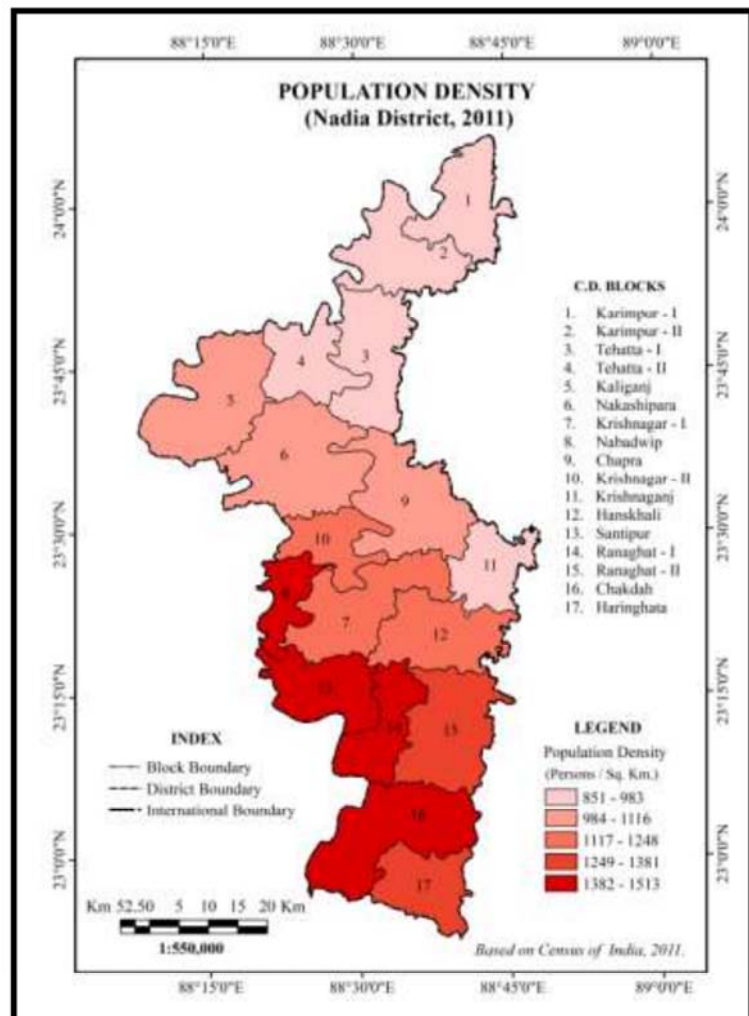 88°15'0"E 88°30'0"E 88°45'0"E 89°0'0"E
POPULATION DENSITY
(Nadia District, 2011)
24°0'0"N
24°0'0"N
1
2
C.D. BLOCKS
1. Karimpur - I
2. Karimpur - II
3. Tehatta - I
4. Tehatta - II
5. Kaliganj
6. Nakashipara
7. Krishnagar - I
8. Nabadwip
9. Chapra
10. Krishnagar - II
11. Krishnaganj
12. Hanskhali
13. Santipur
14. Ranaghat - I
15. Ranaghat - II
16. Chakdah
17. Haringhata
4
3
23°45'0"N
23°45'0"N
5
6
9
23°30'0"N
23°30'0"N
10
11
8
7
12
23°15'0"N
23°15'0"N
13
14
15
INDEX
Block Boundary
District Boundary
International Boundary
LEGEND
Population Density
(Persons / Sq. Km.)
851 - 983
984 - 1116
1117 - 1248
1249 - 1381
1382 - 1513
16
17
23°0'0"N
23°0'0"N
Km 52.50 5 10 15 20 Km
1:550,000
Based on Census of India, 2011.
88°15'0"E 88°30'0"E 88°45'0"E 89°0'0"E